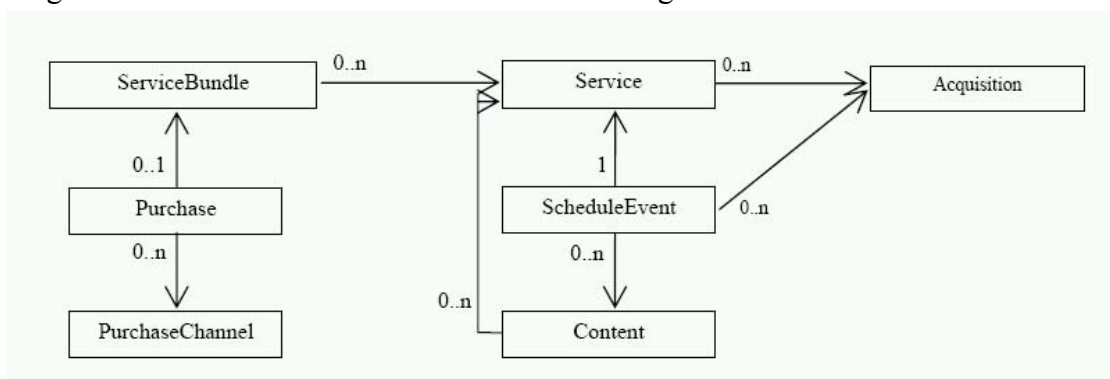 0..n
0..n
ServiceBundle
Service
Acquisition
0..1
1
Purchase
ScheduleEvent
0..n
0..n
0..n
0..n
PurchaseChannel
Content